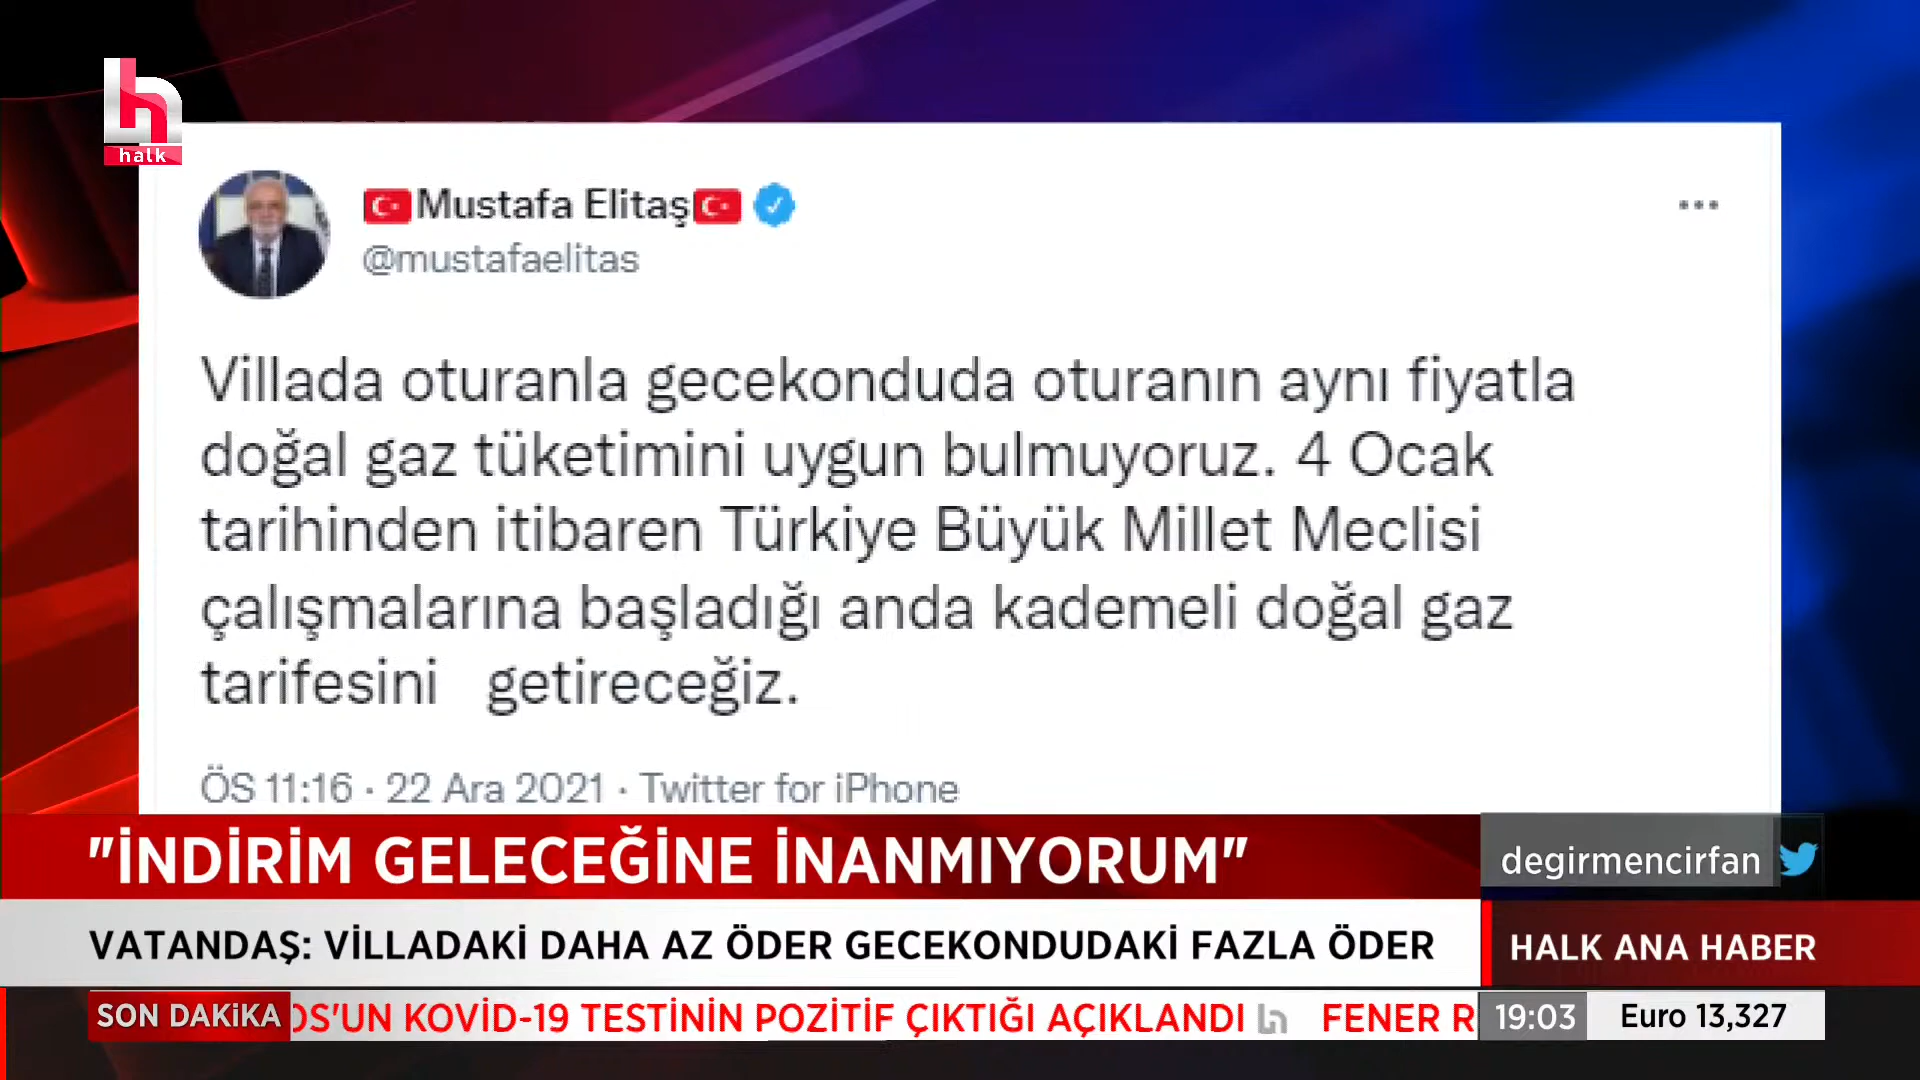 halk
Mustafa Elitaş
@mustafaelitas
Villada oturanla gecekonduda oturanın aynı fiyatla
doğal gaz tüketimini uygun bulmuyoruz. 4 Ocak
tarihinden itibaren Türkiye Büyük Millet Meclisi
çalışmalarına başladığı anda kademeli doğal gaz
tarifesini getireceğiz.
ÖS 11:16 · 22 Ara 2021 · Twitter for iPhone
"İNDİRİM GELECEĞİNE İNANMIYORUM"
degirmencirfan
VATANDAŞ: VİLLADAKİ DAHA AZ ÖDER GECEKONDUDAKİ FAZLA ÖDER
HALK ANA HABER
SON DAKİKA
OS'UN KOVİD-19 TESTİNİN POZİTİF ÇIKTIĞI AÇIKLANDI h FENER R
19:03
Euro 13,327